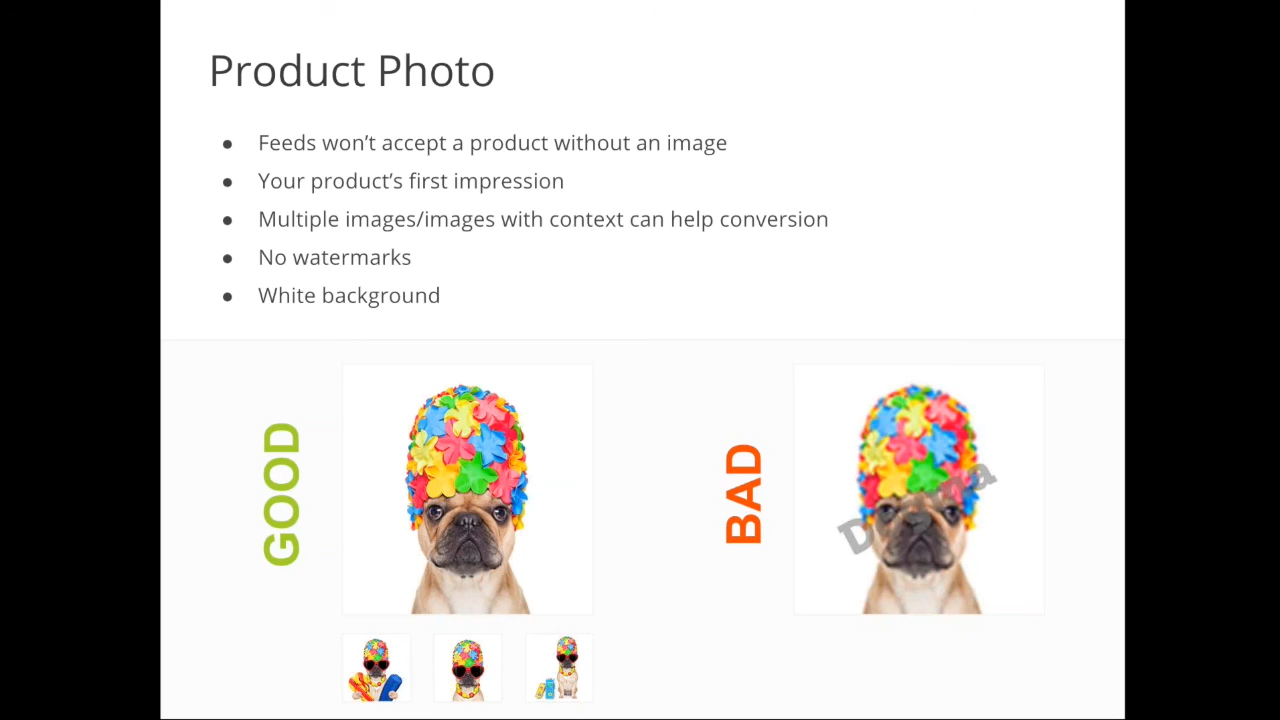 Product Photo
● Feeds won’t accept a product without an image
● Your product’s first impression
● Multiple images/images with context can help conversion
● No watermarks
● White background
GOOD
BAD